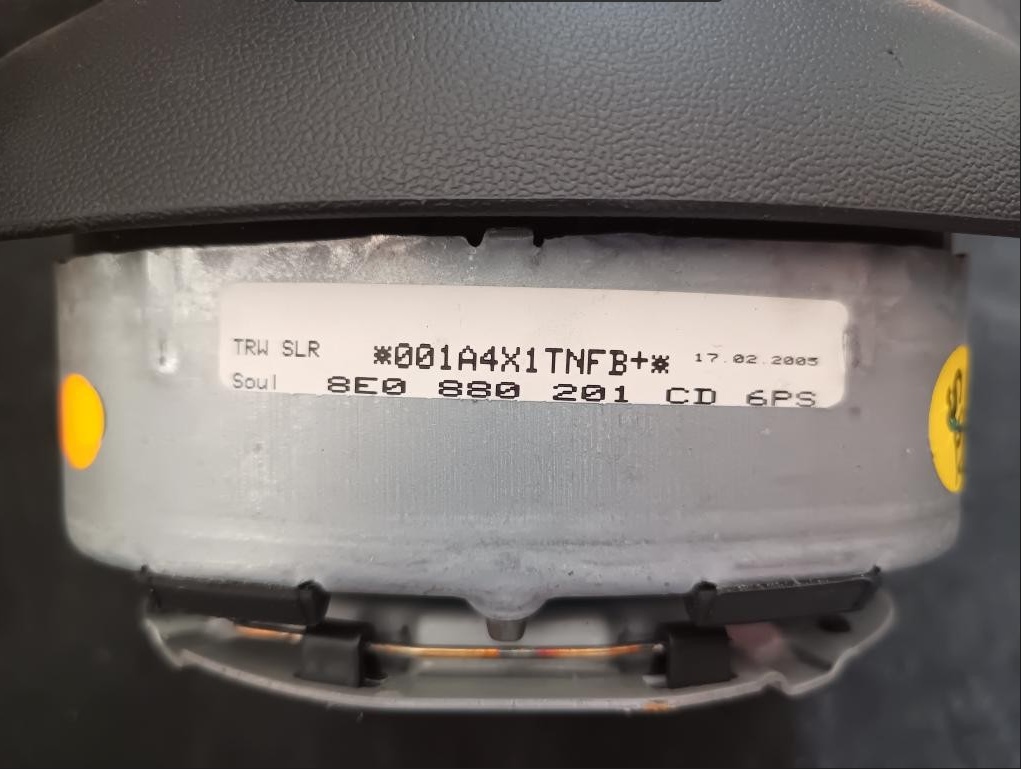 TRW SLR *001A4X1TNFB+* 17.02.2005
Soul 8E0 880 201 CD 6PS